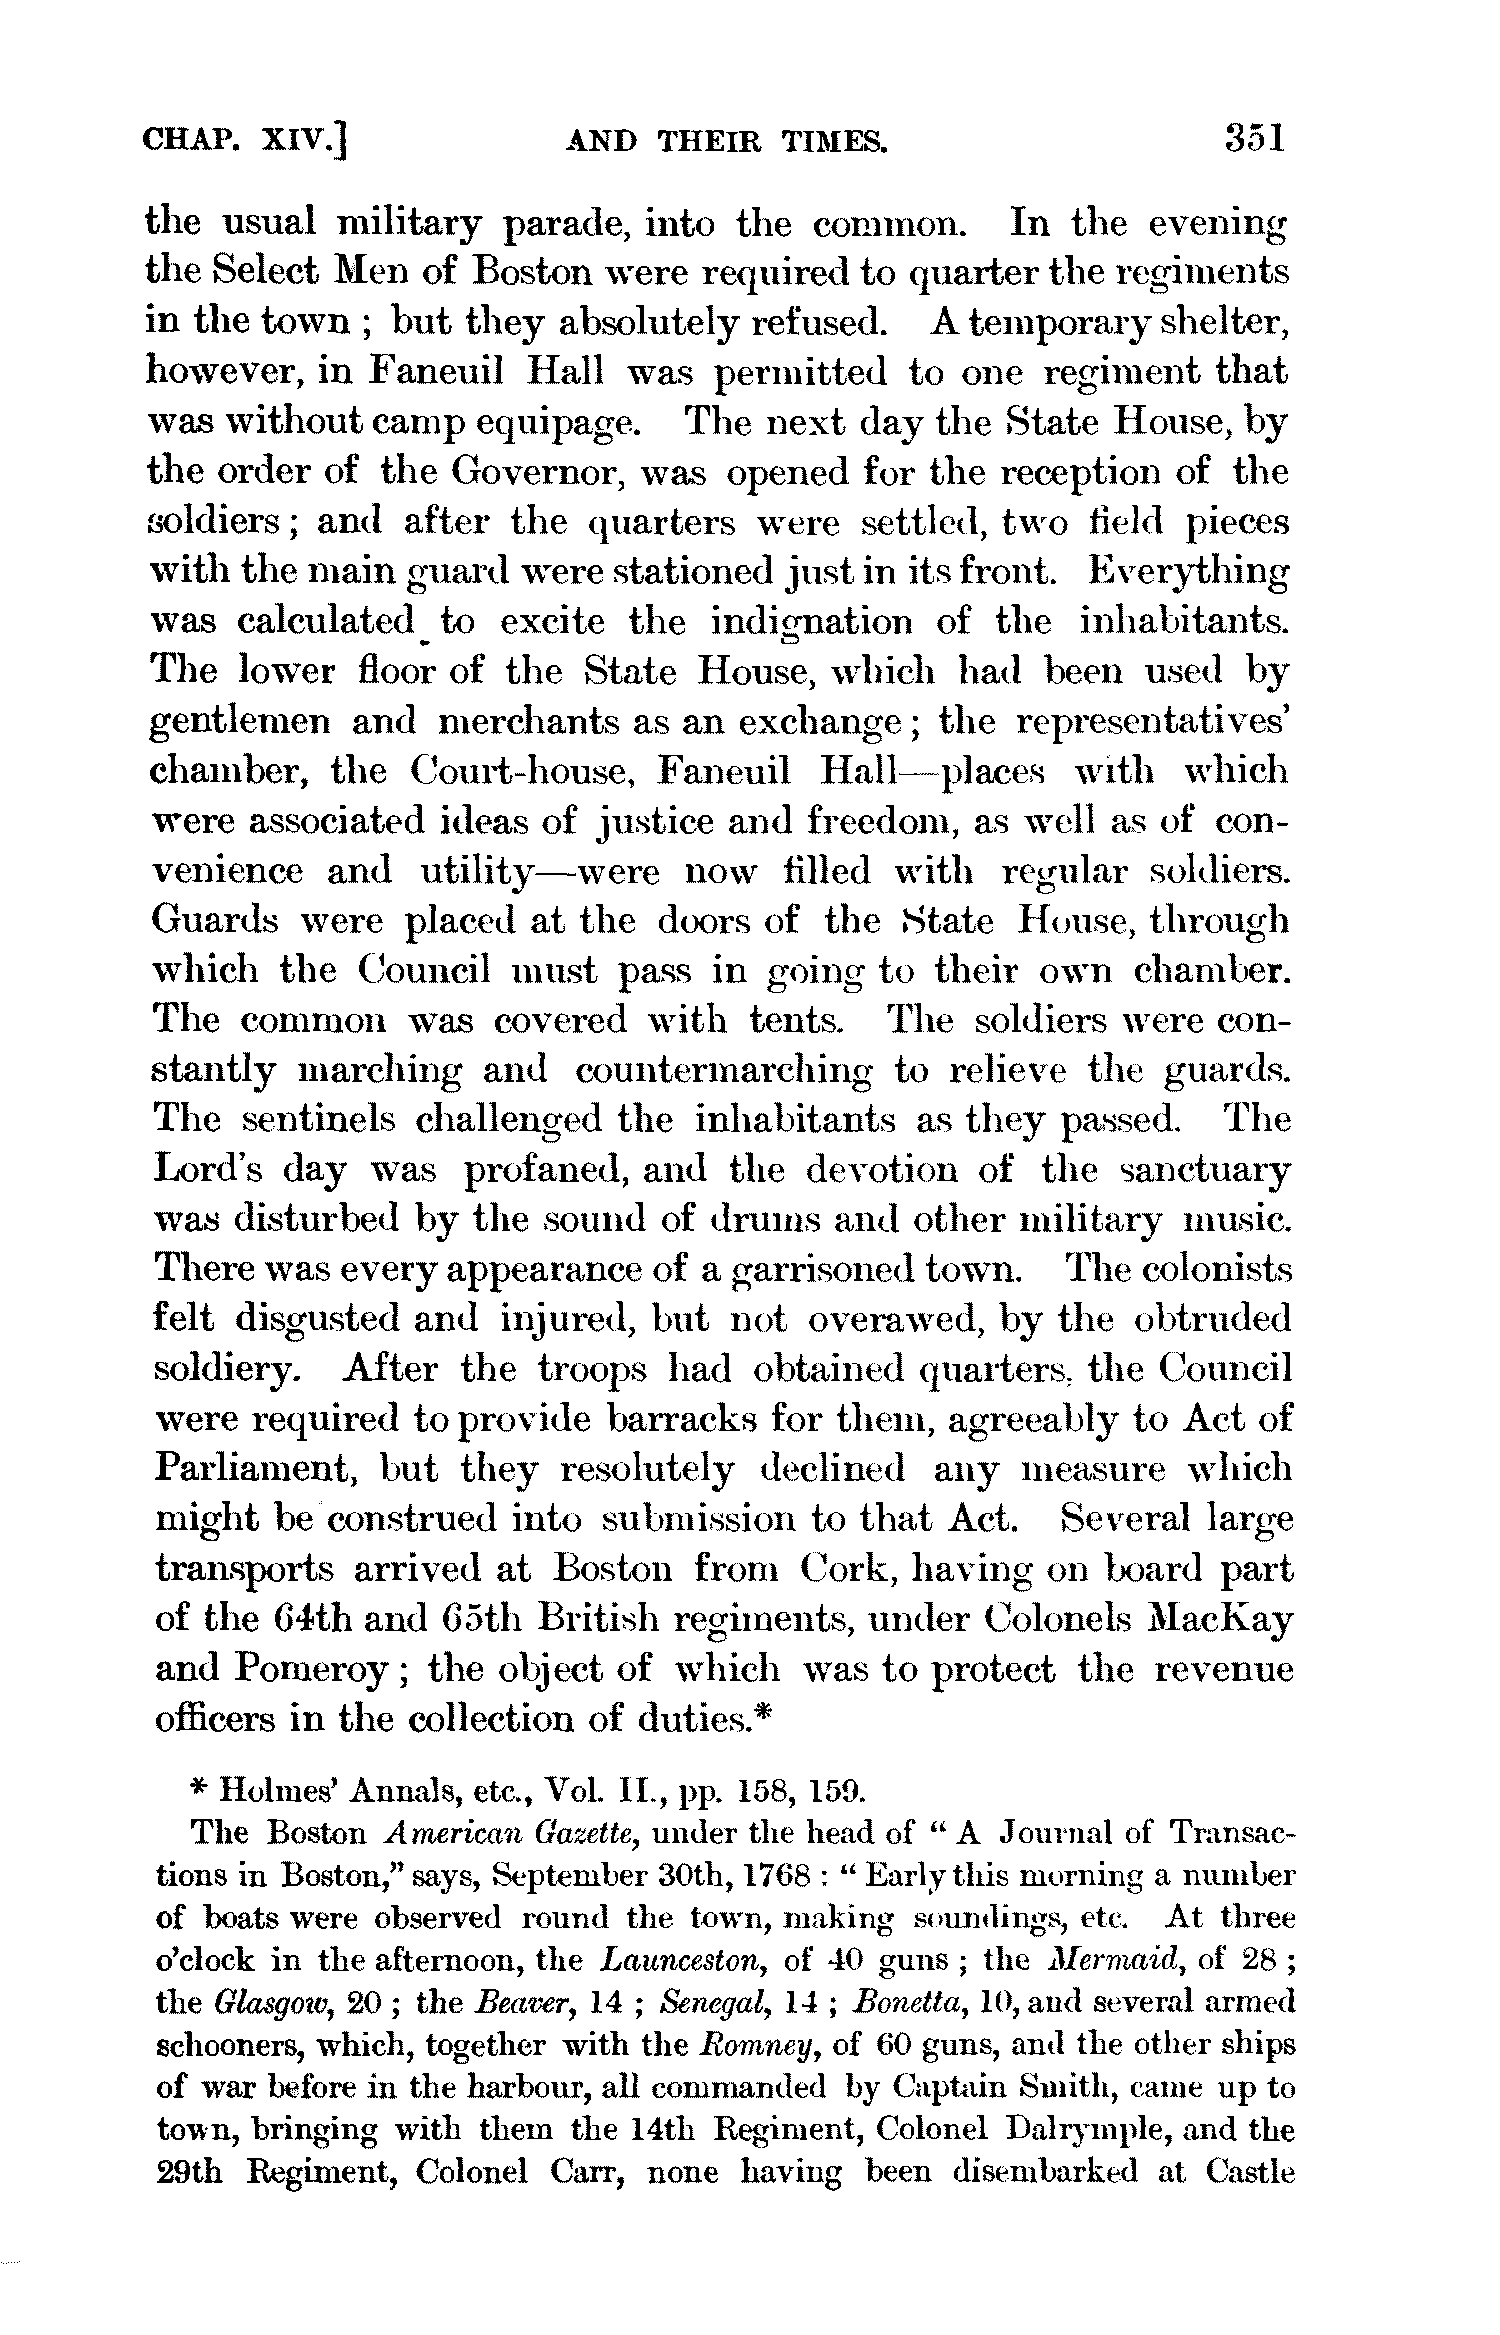 CHAP. XIV.] AND THEIR TIMES. 351
the usual military parade, into the common. In the evening
the Select Men of Boston were required to quarter the regiments
in the town ; but they absolutely refused. A temporary shelter,
however, in Faneuil Hall was permitted to one regiment that
was without camp equipage. The next day the State House, by
the order of the Governor, was opened for the reception of the
soldiers ; and after the quarters were settled, two field pieces
with the main guard were stationed just in its front. Everything
was calculated to excite the indignation of the inhabitants.
The lower floor of the State House, which had been used by
gentlemen and merchants as an exchange ; the representatives'
chamber, the Court-house, Faneuil Hall—places with which
were associated ideas of justice and freedom, as well as of con-
venience and utility—were now filled with regular soldiers.
Guards were placed at the doors of the State House, through
which the Council must pass in going to their own chamber.
The common was covered with tents. The soldiers were con-
stantly marching and countermarching to relieve the guards.
The sentinels challenged the inhabitants as they passed. The
Lord's day was profaned, and the devotion of the sanctuary
was disturbed by the sound of drums and other military music.
There was every appearance of a garrisoned town. The colonists
felt disgusted and injured, but not overawed, by the obtruded
soldiery. After the troops had obtained quarters, the Council
were required to provide barracks for them, agreeably to Act of
Parliament, but they resolutely declined any measure which
might be construed into submission to that Act. Several large
transports arrived at Boston from Cork, having on board part
of the 64th and 65th British regiments, under Colonels MacKay
and Pomeroy ; the object of which was to protect the revenue
officers in the collection of duties.*
* Holmes' Annals, etc., Vol. II., pp. 158, 159.
The Boston American Gazette, under the head of " A Journal of Transac-
tions in Boston," says, September 30th, 1768 : " Early this morning a number
of boats were observed round the town, making soundings, etc. At three
o'clock in the afternoon, the Launceston, of 40 guns ; the Mermaid, of 28 ;
the Glasgow, 20 ; the Beaver, 14 ; Senegal, 14 ; Bonetta, 10, and several armed
schooners, which, together with the Romney, of 60 guns, and the other ships
of war before in the harbour, all commanded by Captain Smith, came up to
town, bringing with them the 14th Regiment, Colonel Dalrymple, and the
29th Regiment, Colonel Carr, none having been disembarked at Castle